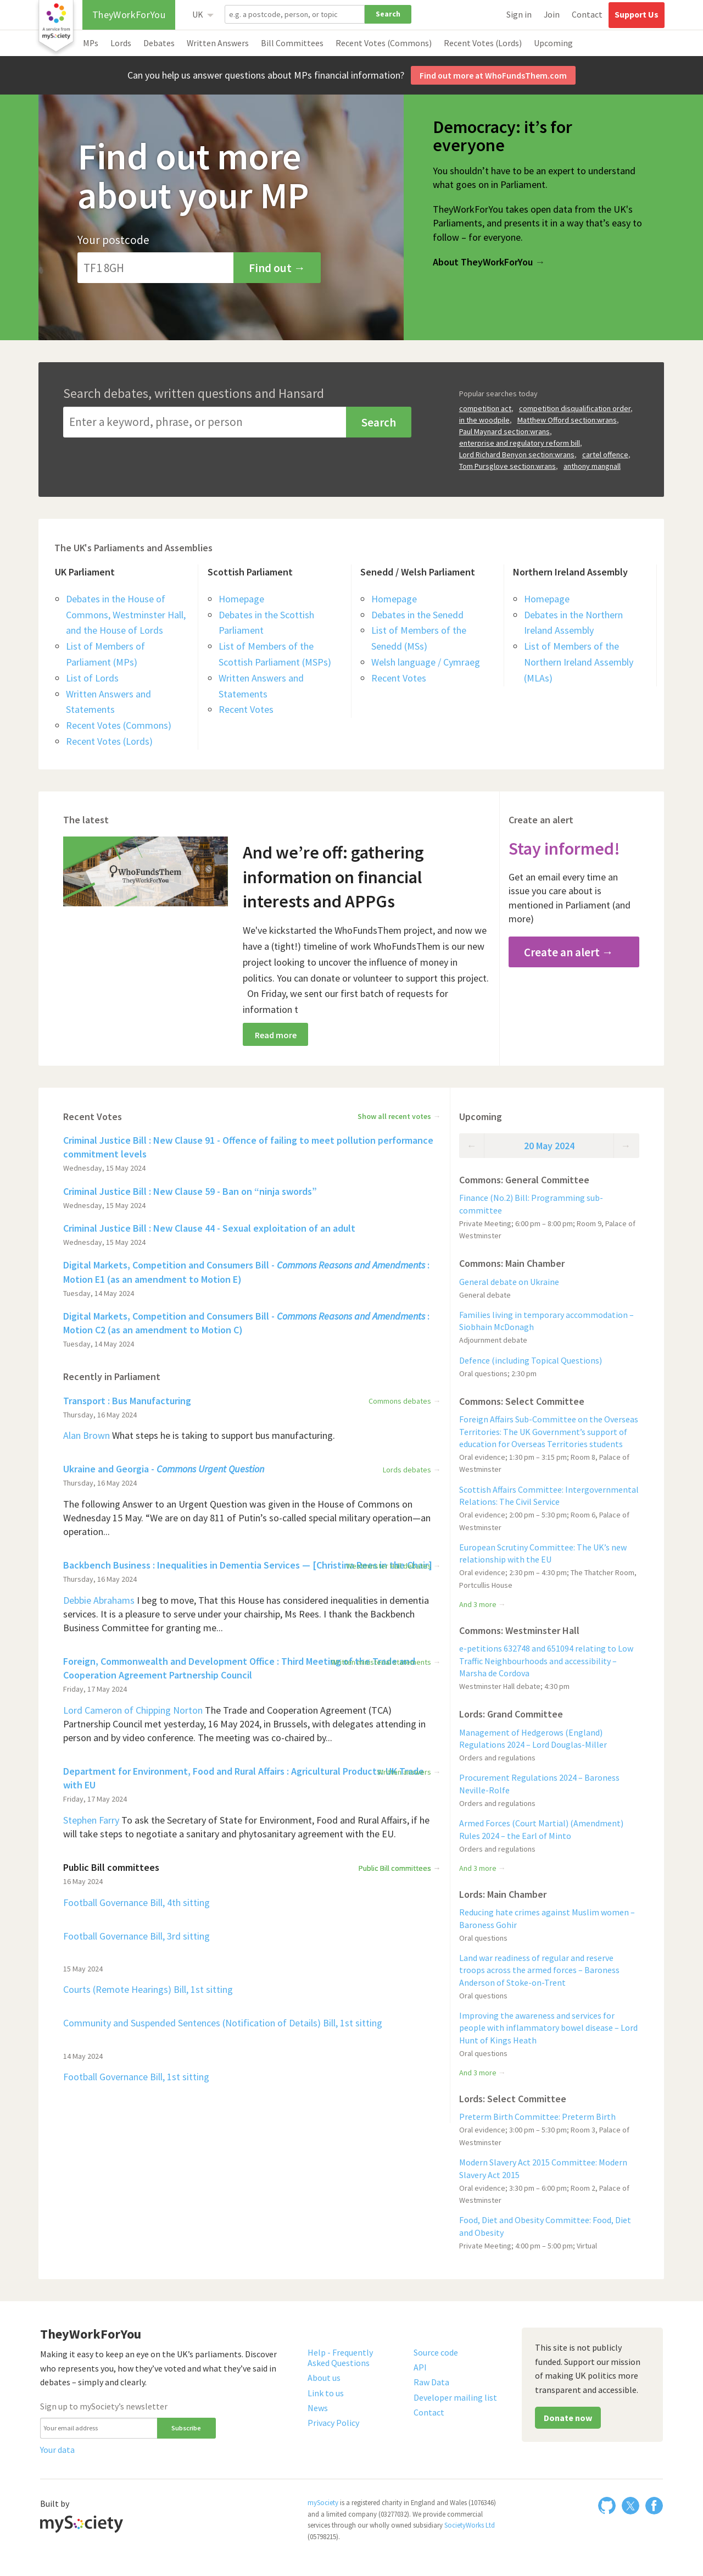 A service from
mySociety
TheyWorkForYou
UK
e.g. a postcode, person, or topic
Search
Sign in
Join
Contact
Support Us
MPs
Lords
Debates
Written Answers
Bill Committees
Recent Votes (Commons)
Recent Votes (Lords)
Upcoming
Can you help us answer questions about MPs financial information?
Find out more at WhoFundsThem.com
Find out more
about your MP
Your postcode
TF1 8GH
Find out →
Democracy: it's for
everyone
You shouldn't have to be an expert to understand
what goes on in Parliament.
TheyWorkForYou takes open data from the UK's
Parliaments, and presents it in a way that's easy to
follow – for everyone.
About TheyWorkForYou →
Search debates, written questions and Hansard
Enter a keyword, phrase, or person
Search
Popular searches today
competition act, competition disqualification order,
in the woodpile, Matthew Offord section:wrans,
Paul Maynard section:wrans,
enterprise and regulatory reform bill,
Lord Richard Benyon section:wrans, cartel offence,
Tom Pursglove section:wrans, anthony mangnall
The UK's Parliaments and Assemblies
UK Parliament
Debates in the House of
Commons, Westminster Hall,
and the House of Lords
List of Members of
Parliament (MPs)
List of Lords
Written Answers and
Statements
Recent Votes (Commons)
Recent Votes (Lords)
Scottish Parliament
Homepage
Debates in the Scottish
Parliament
List of Members of the
Scottish Parliament (MSPs)
Written Answers and
Statements
Recent Votes
Senedd / Welsh Parliament
Homepage
Debates in the Senedd
List of Members of the
Senedd (MSs)
Welsh language / Cymraeg
Recent Votes
Northern Ireland Assembly
Homepage
Debates in the Northern
Ireland Assembly
List of Members of the
Northern Ireland Assembly
(MLAs)
The latest
WhoFundsThem
TheyWorkForYou
And we're off: gathering
information on financial
interests and APPGs
We've kickstarted the WhoFundsThem project, and now we
have a (tight!) timeline of work WhoFundsThem is our new
project looking to uncover the influence of money in
politics. You can donate or volunteer to support this project.
On Friday, we sent our first batch of requests for
information t
Read more
Create an alert
Stay informed!
Get an email every time an
issue you care about is
mentioned in Parliament (and
more)
Create an alert →
Recent Votes
Show all recent votes →
Criminal Justice Bill : New Clause 91 - Offence of failing to meet pollution performance
commitment levels
Wednesday, 15 May 2024
Criminal Justice Bill : New Clause 59 - Ban on “ninja swords”
Wednesday, 15 May 2024
Criminal Justice Bill : New Clause 44 - Sexual exploitation of an adult
Wednesday, 15 May 2024
Digital Markets, Competition and Consumers Bill - Commons Reasons and Amendments :
Motion E1 (as an amendment to Motion E)
Tuesday, 14 May 2024
Digital Markets, Competition and Consumers Bill - Commons Reasons and Amendments :
Motion C2 (as an amendment to Motion C)
Tuesday, 14 May 2024
Recently in Parliament
Transport : Bus Manufacturing
Commons debates →
Thursday, 16 May 2024
Alan Brown What steps he is taking to support bus manufacturing.
Ukraine and Georgia - Commons Urgent Question
Lords debates →
Thursday, 16 May 2024
The following Answer to an Urgent Question was given in the House of Commons on
Wednesday 15 May. “We are on day 811 of Putin's so-called special military operation—an
operation...
Backbench Business : Inequalities in Dementia Services — [Christina Rees in the Chair]
Thursday, 16 May 2024
Debbie Abrahams I beg to move, That this House has considered inequalities in dementia
services. It is a pleasure to serve under your chairship, Ms Rees. I thank the Backbench
Business Committee for granting me...
Foreign, Commonwealth and Development Office : Third Meeting of the Trade and
Cooperation Agreement Partnership Council
Friday, 17 May 2024
Lord Cameron of Chipping Norton The Trade and Cooperation Agreement (TCA)
Partnership Council met yesterday, 16 May 2024, in Brussels, with delegates attending in
person and by video conference. The meeting was co-chaired by...
Department for Environment, Food and Rural Affairs : Agricultural Products: UK Trade
with EU
Friday, 17 May 2024
Stephen Farry To ask the Secretary of State for Environment, Food and Rural Affairs, if he
will take steps to negotiate a sanitary and phytosanitary agreement with the EU.
Public Bill committees
Public Bill committees →
16 May 2024
Football Governance Bill, 4th sitting
Football Governance Bill, 3rd sitting
15 May 2024
Courts (Remote Hearings) Bill, 1st sitting
Community and Suspended Sentences (Notification of Details) Bill, 1st sitting
14 May 2024
Football Governance Bill, 1st sitting
Upcoming
← 20 May 2024 →
Commons: General Committee
Finance (No.2) Bill: Programming sub-
committee
Private Meeting; 6:00 pm – 8:00 pm; Room 9, Palace of
Westminster
Commons: Main Chamber
General debate on Ukraine
General debate
Families living in temporary accommodation –
Siobhain McDonagh
Adjournment debate
Defence (including Topical Questions)
Oral questions; 2:30 pm
Commons: Select Committee
Foreign Affairs Sub-Committee on the Overseas
Territories: The UK Government's support of
education for Overseas Territories students
Oral evidence; 1:30 pm – 3:15 pm; Room 8, Palace of
Westminster
Scottish Affairs Committee: Intergovernmental
Relations: The Civil Service
Oral evidence; 2:00 pm – 5:30 pm; Room 6, Palace of
Westminster
European Scrutiny Committee: The UK's new
relationship with the EU
Oral evidence; 2:30 pm – 4:30 pm; The Thatcher Room,
Portcullis House
And 3 more →
Commons: Westminster Hall
e-petitions 632748 and 651094 relating to Low
Traffic Neighbourhoods and accessibility –
Marsha de Cordova
Westminster Hall debate; 4:30 pm
Lords: Grand Committee
Management of Hedgerows (England)
Regulations 2024 – Lord Douglas-Miller
Orders and regulations
Procurement Regulations 2024 – Baroness
Neville-Rolfe
Orders and regulations
Armed Forces (Court Martial) (Amendment)
Rules 2024 – the Earl of Minto
Orders and regulations
And 3 more →
Lords: Main Chamber
Reducing hate crimes against Muslim women –
Baroness Gohir
Oral questions
Land war readiness of regular and reserve
troops across the armed forces – Baroness
Anderson of Stoke-on-Trent
Oral questions
Improving the awareness and services for
people with inflammatory bowel disease – Lord
Hunt of Kings Heath
Oral questions
And 3 more →
Lords: Select Committee
Preterm Birth Committee: Preterm Birth
Oral evidence; 3:00 pm – 5:30 pm; Room 3, Palace of
Westminster
Modern Slavery Act 2015 Committee: Modern
Slavery Act 2015
Oral evidence; 3:30 pm – 6:00 pm; Room 2, Palace of
Westminster
Food, Diet and Obesity Committee: Food, Diet
and Obesity
Private Meeting; 4:00 pm – 5:00 pm; Virtual
TheyWorkForYou
Making it easy to keep an eye on the UK's parliaments. Discover
who represents you, how they've voted and what they've said in
debates – simply and clearly.
Sign up to mySociety's newsletter
Your email address
Subscribe
Your data
Help - Frequently
Asked Questions
About us
Link to us
News
Privacy Policy
Source code
API
Raw Data
Developer mailing list
Contact
This site is not publicly
funded. Support our mission
of making UK politics more
transparent and accessible.
Donate now
Built by
mySociety
mySociety is a registered charity in England and Wales (1076346)
and a limited company (03277032). We provide commercial
services through our wholly owned subsidiary SocietyWorks Ltd
(05798215).